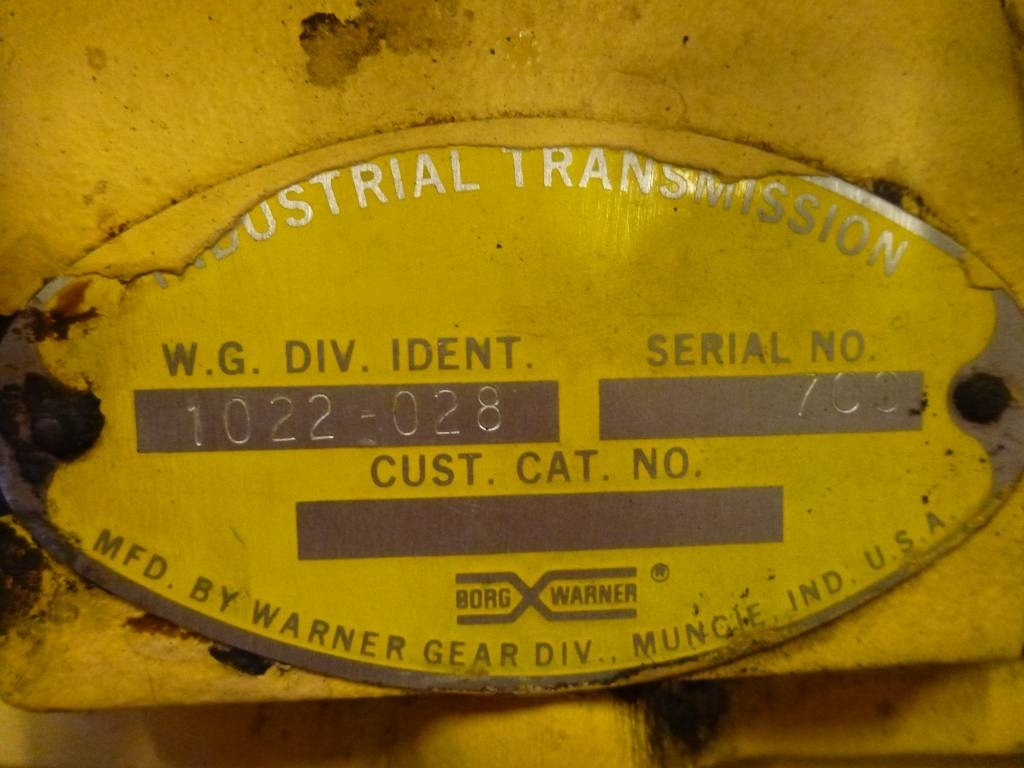 INDUSTRIAL TRANSMISSION
W.G. DIV. IDENT. SERIAL NO.
1022-028 700
CUST. CAT. NO.
BORG WARNER ®
MFD. BY WARNER GEAR DIV., MUNCIE, IND. U.S.A.